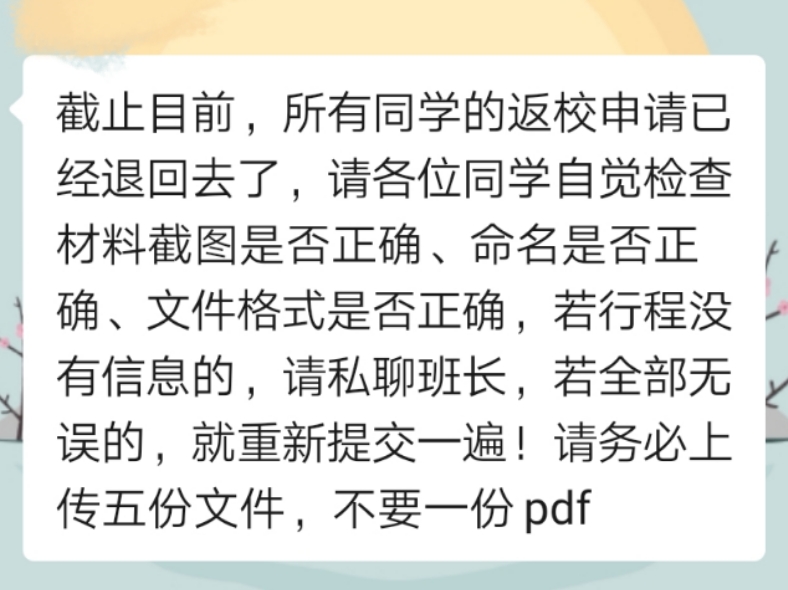 截止目前，所有同学的返校申请已
经退回去了，请各位同学自觉检查
材料截图是否正确、命名是否正
确、文件格式是否正确，若行程没
有信息的，请私聊班长，若全部无
误的，就重新提交一遍！请务必上
传五份文件，不要一份pdf